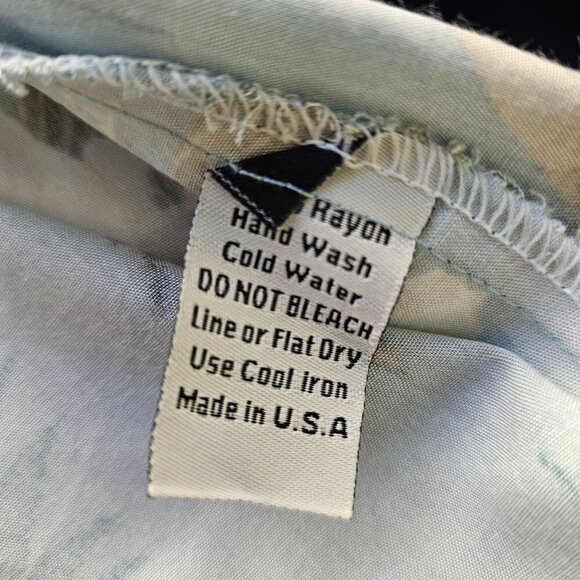 Rayon
Hand Wash
Cold Water
DO NOT BLEACH
Line or Flat Dry
Use Cool iron
Made in U.S.A